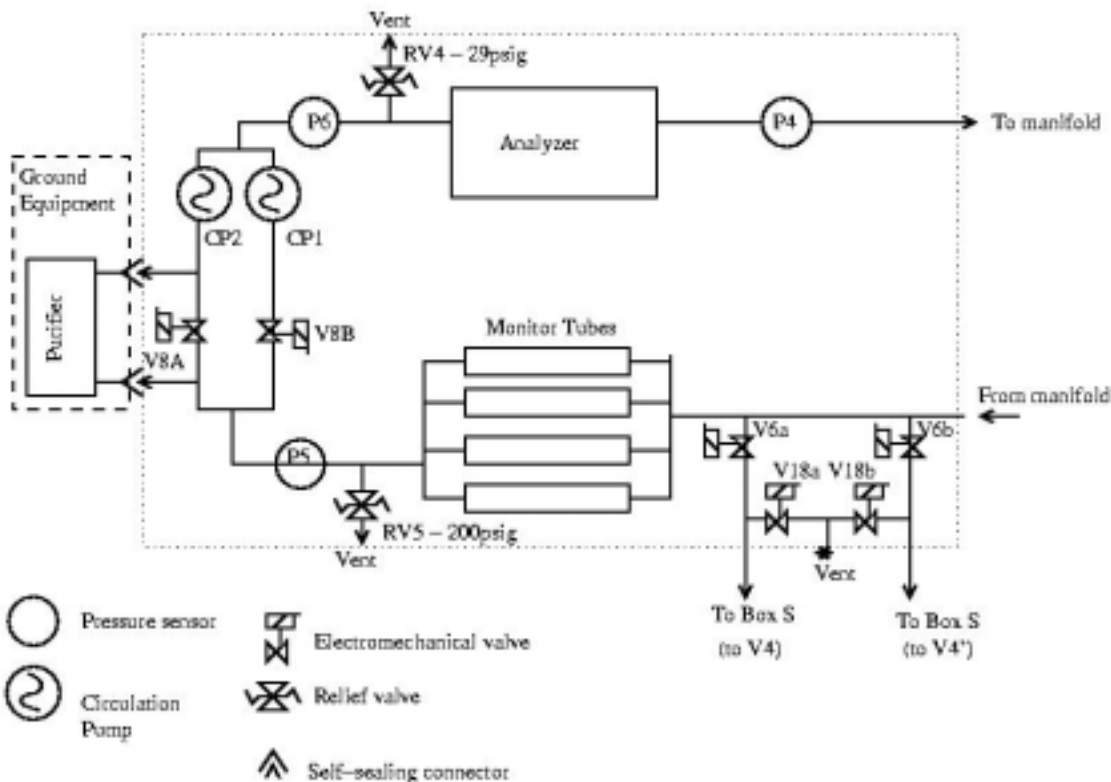 Vent
RV4 – 29psig
P6
P4
Analyzer
To manifold
Ground
Equipment
CP2
CP1
Purifier
V8B
V8A
Monitor Tubes
From manifold
V6a
V6b
P5
V18a V18b
RV5 – 200psig
Vent
Vent
To Box S
(to V4)
To Box S
(to V4')
Pressure sensor
Electromechanical valve
Circulation
Pump
Relief valve
Self–sealing connector